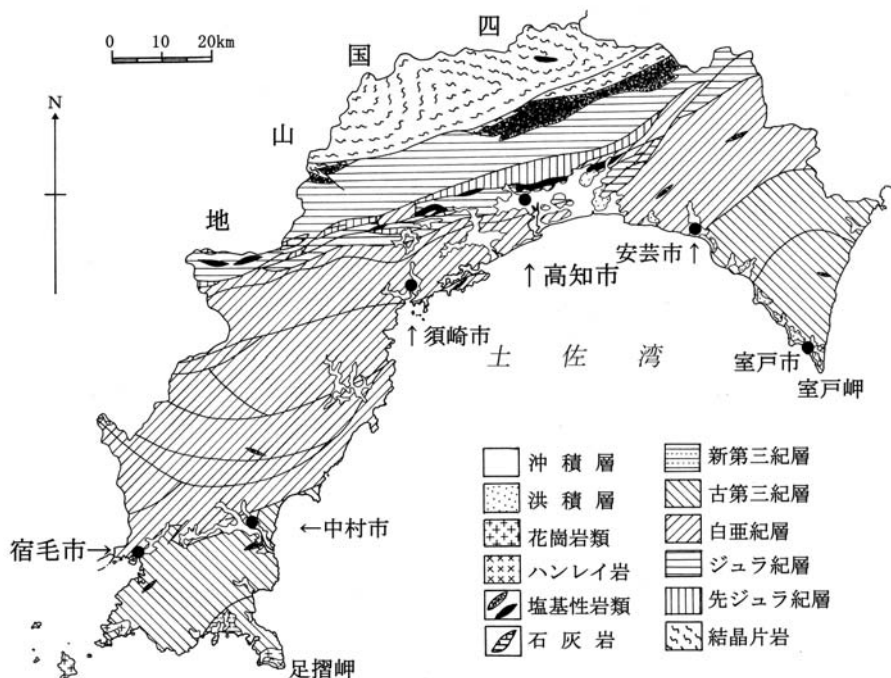 0 10 20km
N
四
国
山
地
高知市
安芸市
須崎市
土佐湾
室戸市
室戸岬
中村市
宿毛市
足摺岬
沖積層
洪積層
花崗岩類
ハンレイ岩
塩基性岩類
石灰岩
新第三紀層
古第三紀層
白亜紀層
ジュラ紀層
先ジュラ紀層
結晶片岩